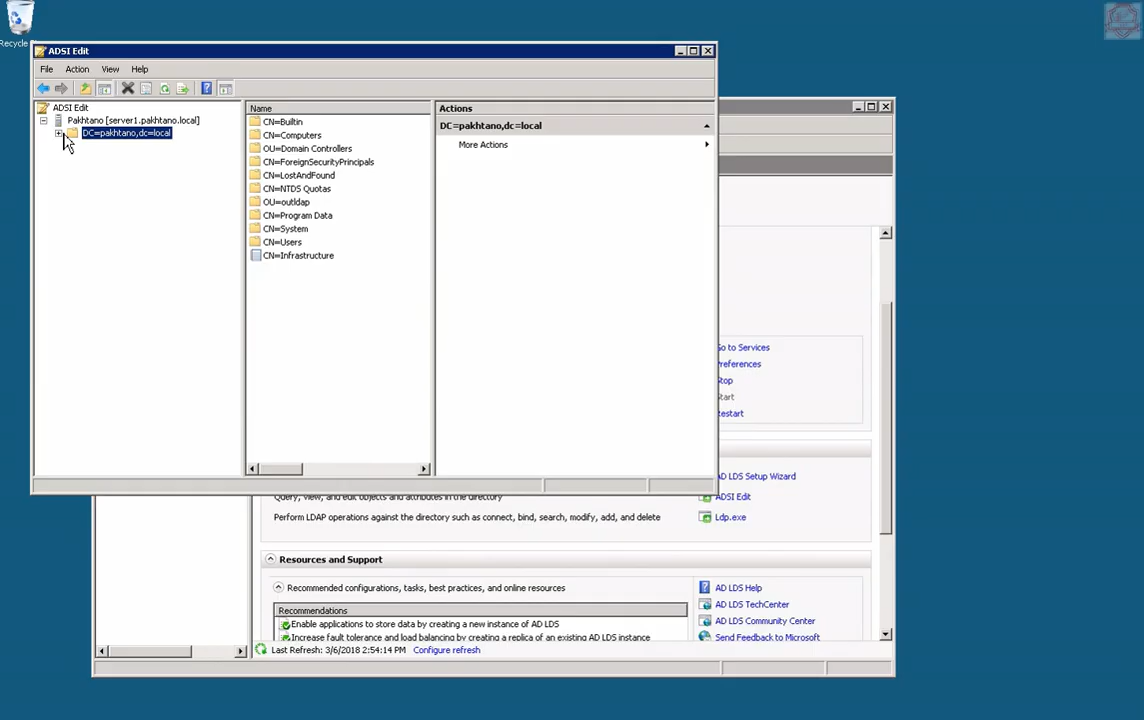 Recycle
ADSI Edit
File Action View Help
ADSI Edit
Pakhtano [server1.pakhtano.local]
DC=pakhtano,dc=local
Name
CN=Builtin
CN=Computers
OU=Domain Controllers
CN=ForeignSecurityPrincipals
CN=LostAndFound
CN=NTDS Quotas
OU=outldap
CN=Program Data
CN=System
CN=Users
CN=Infrastructure
Actions
DC=pakhtano,dc=local
More Actions
Go to Services
Preferences
Stop
Start
Restart
AD LDS Setup Wizard
Query, view, and edit objects and attributes in the directory
ADSI Edit
Perform LDAP operations against the directory such as connect, bind, search, modify, add, and delete
Ldp.exe
Resources and Support
Recommended configurations, tasks, best practices, and online resources
Recommendations
Enable applications to store data by creating a new instance of AD LDS
Increase fault tolerance and load balancing by creating a replica of an existing AD LDS instance
AD LDS Help
AD LDS TechCenter
AD LDS Community Center
Send Feedback to Microsoft
Last Refresh: 3/6/2018 2:54:14 PM Configure refresh